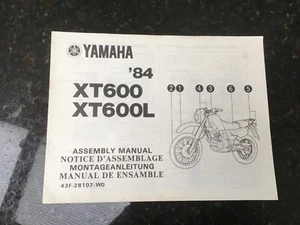 YAMAHA
'84
XT600
XT600L
2 1 4 3 6 5
ASSEMBLY MANUAL
NOTICE D'ASSEMBLAGE
MONTAGEANLEITUNG
MANUAL DE ENSAMBLE
43F-28107-W0